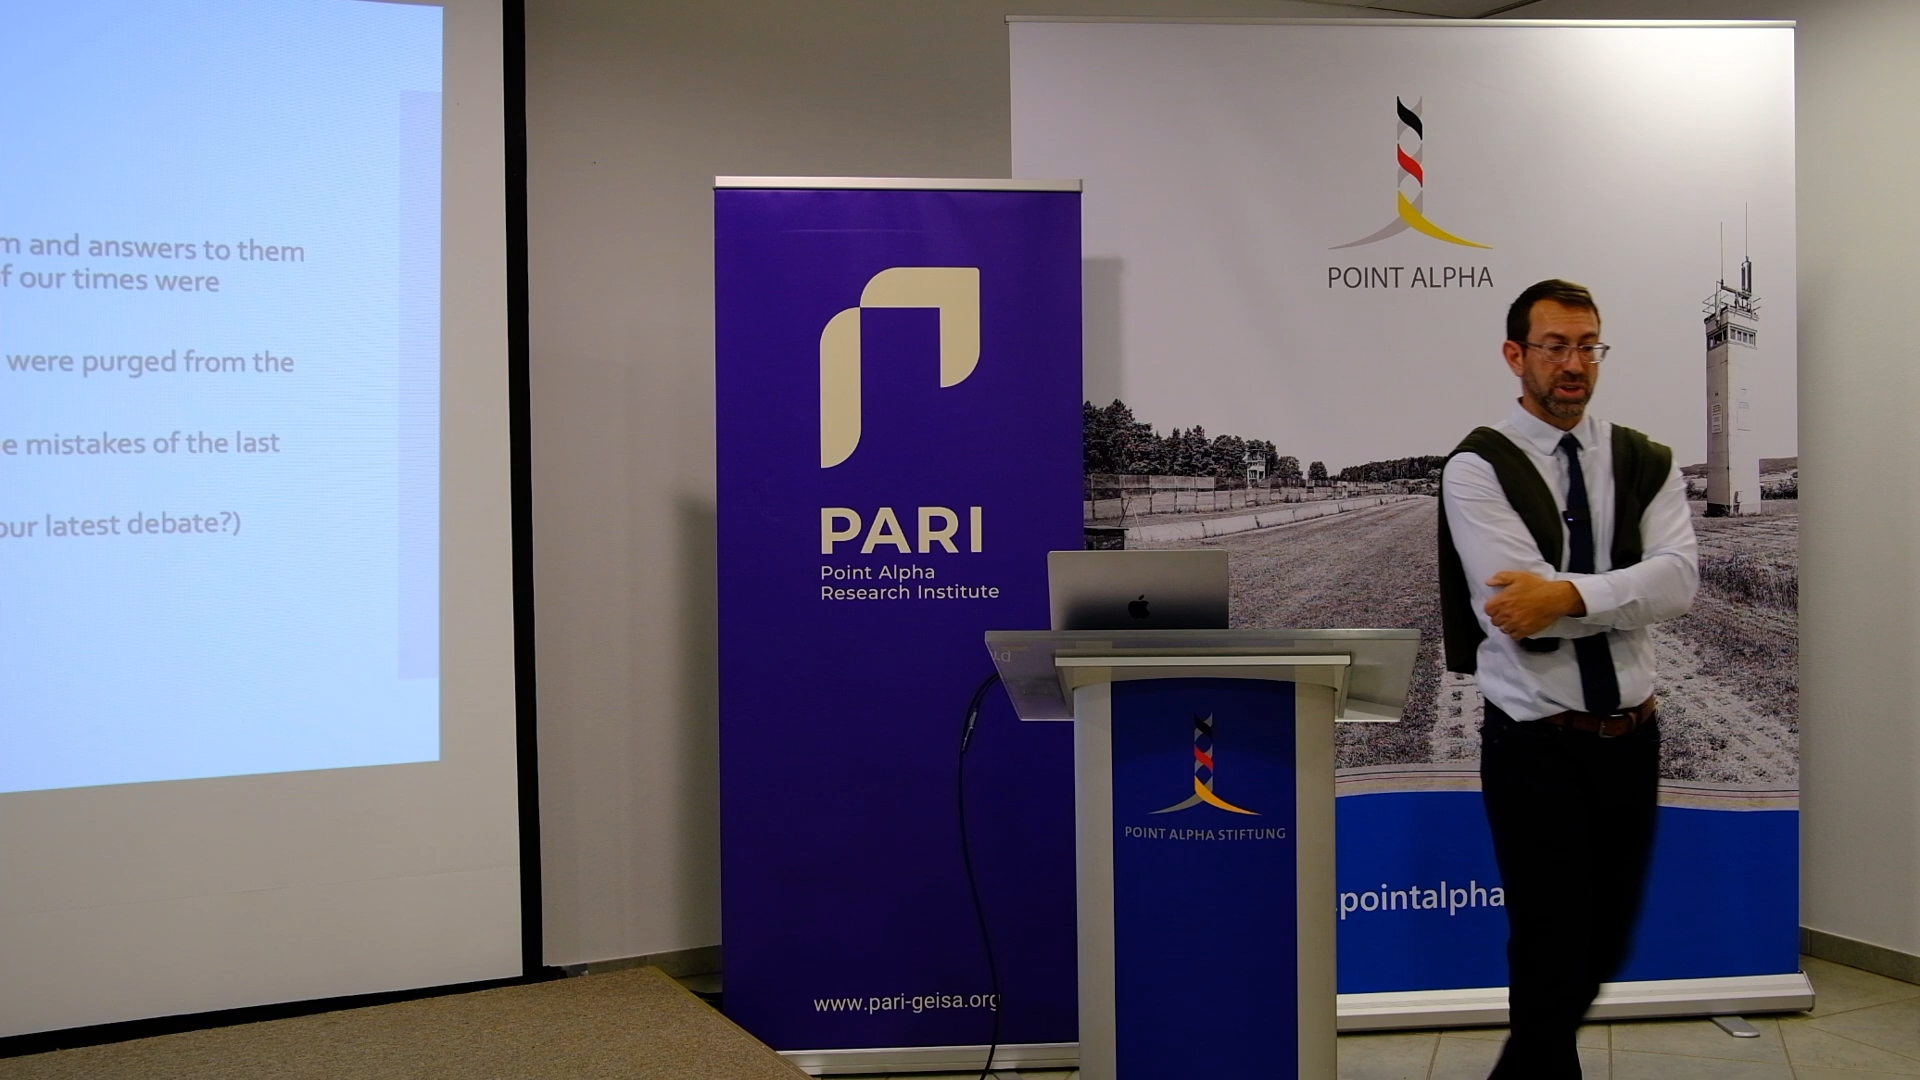 m and answers to them
f our times were
were purged from the
e mistakes of the last
our latest debate?)
PARI
Point Alpha
Research Institute
www.pari-geisa.org
POINT ALPHA
POINT ALPHA STIFTUNG
.pointalpha